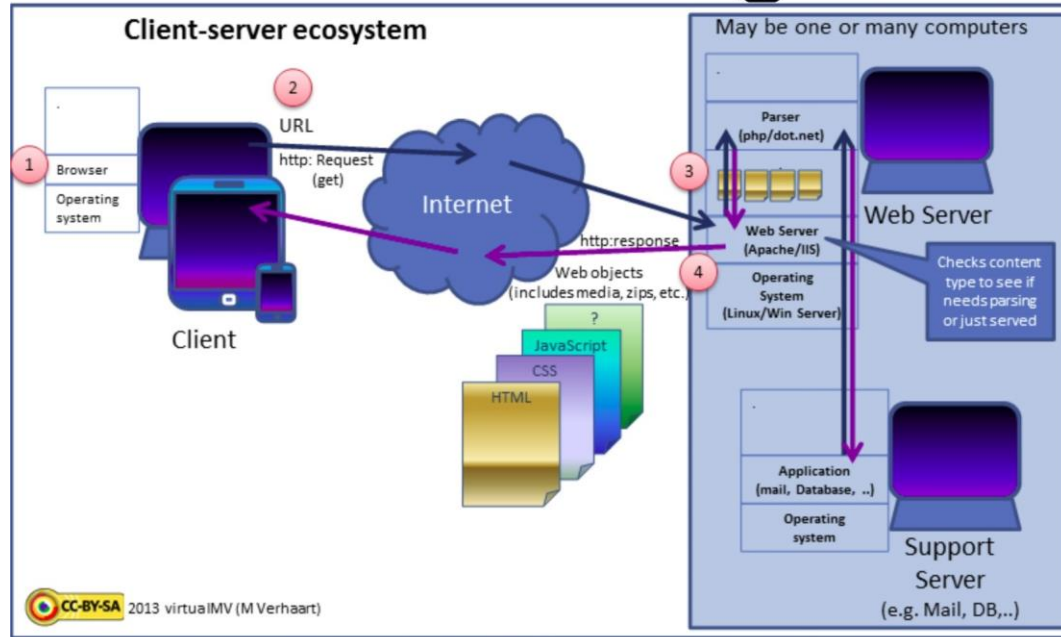 Client-server ecosystem
May be one or many computers
1
Browser
Operating
system
2
URL
http: Request
(get)
Client
Internet
http:response
Web objects
(includes media, zips, etc.)
?
JavaScript
CSS
HTML
Parser
(php/dot.net)
3
Web Server
(Apache/IIS)
4
Operating
System
(Linux/Win Server)
Web Server
Checks content
type to see if
needs parsing
or just served
Application
(mail, Database, ..)
Operating
system
Support
Server
(e.g. Mail, DB,..)
CC-BY-SA 2013 virtualMV (M Verhaart)